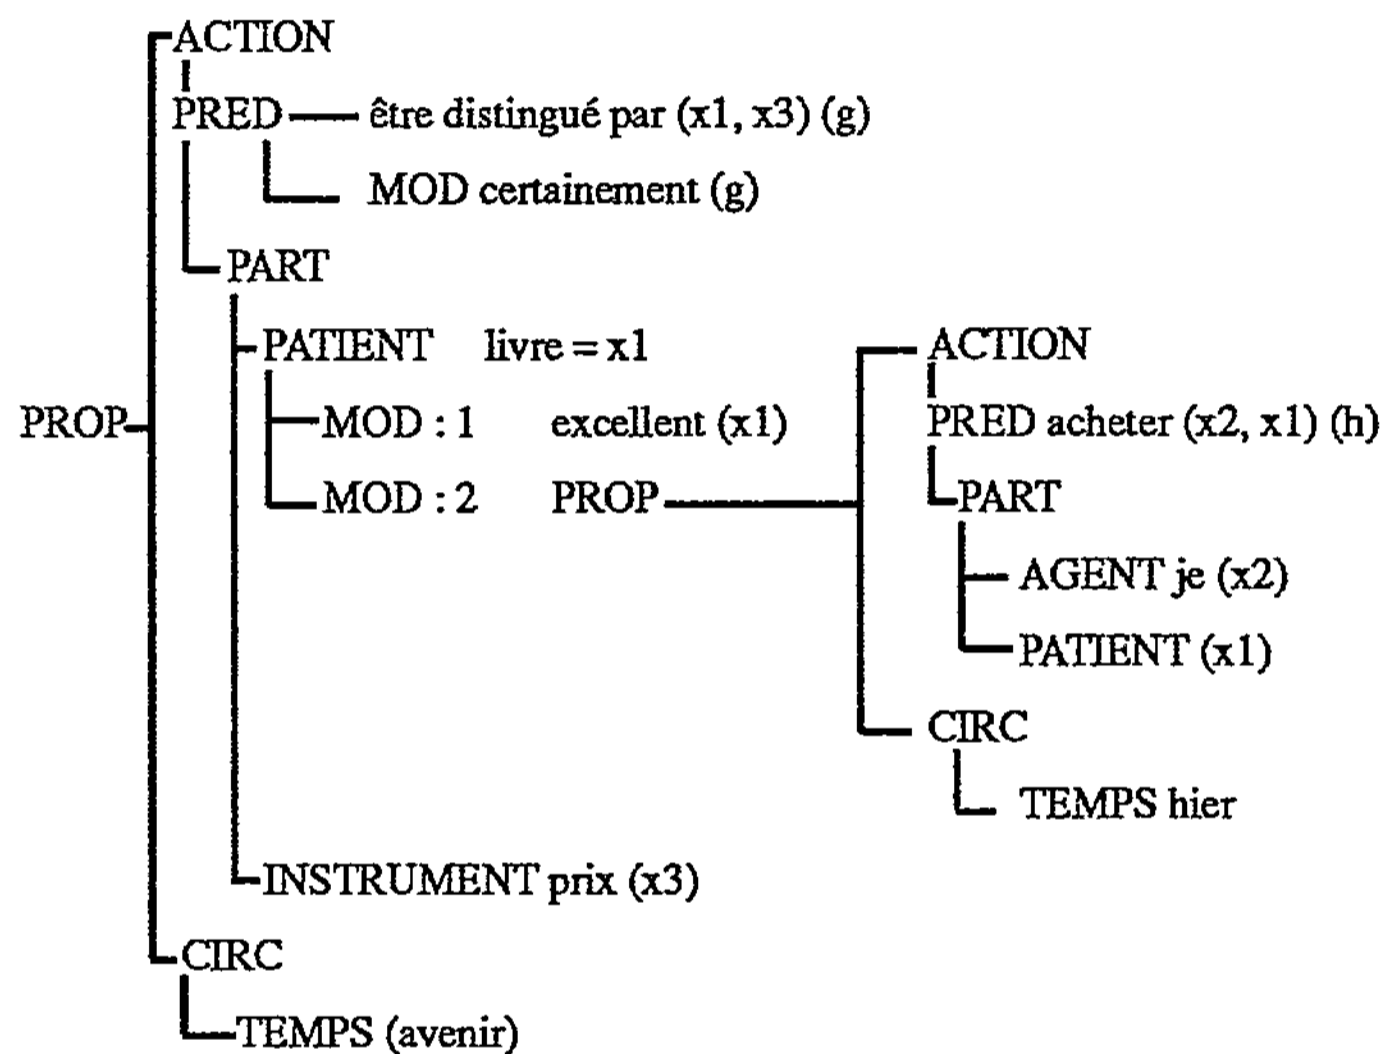 ACTION
PRED être distingué par (x1, x3) (g)
MOD certainement (g)
PART
PATIENT livre = x1
ACTION
PROP MOD : 1 excellent (x1) PRED acheter (x2, x1) (h)
MOD : 2 PROP PART
AGENT je (x2)
PATIENT (x1)
CIRC
TEMPS hier
INSTRUMENT prix (x3)
CIRC
TEMPS (avenir)